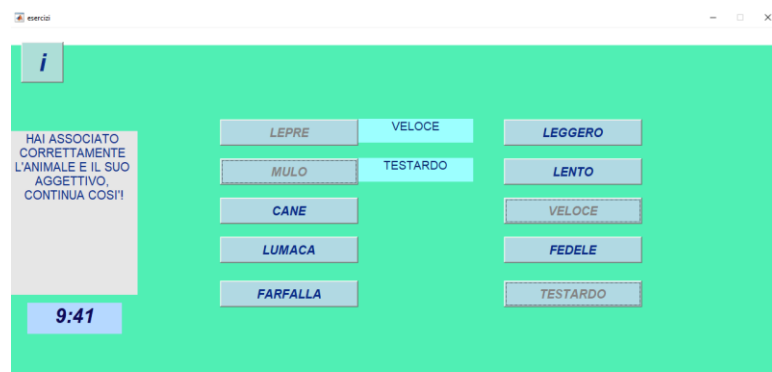 esercizi
i
HAI ASSOCIATO
CORRETTAMENTE
L'ANIMALE E IL SUO
AGGETTIVO,
CONTINUA COSI'!
9:41
LEPRE VELOCE LEGGERO
MULO TESTARDO LENTO
CANE VELOCE
LUMACA FEDELE
FARFALLA TESTARDO